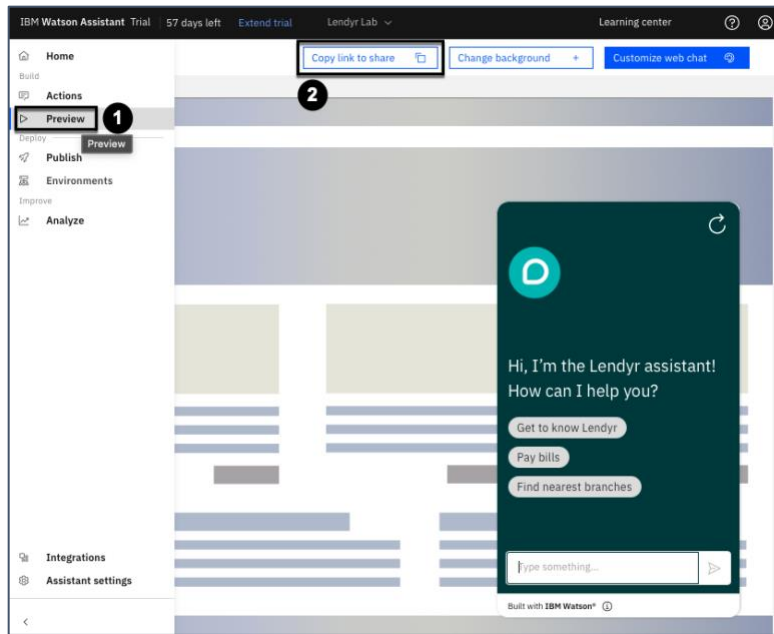 IBM Watson Assistant Trial 57 days left Extend trial Lendyr Lab Learning center
Home
Build
Actions
Preview 1
Preview
Deploy
Publish
Environments
Improve
Analyze
Integrations
Assistant settings
Copy link to share Change background + Customize web chat
2
Hi, I'm the Lendyr assistant!
How can I help you?
Get to know Lendyr
Pay bills
Find nearest branches
Type something...
Built with IBM Watson®